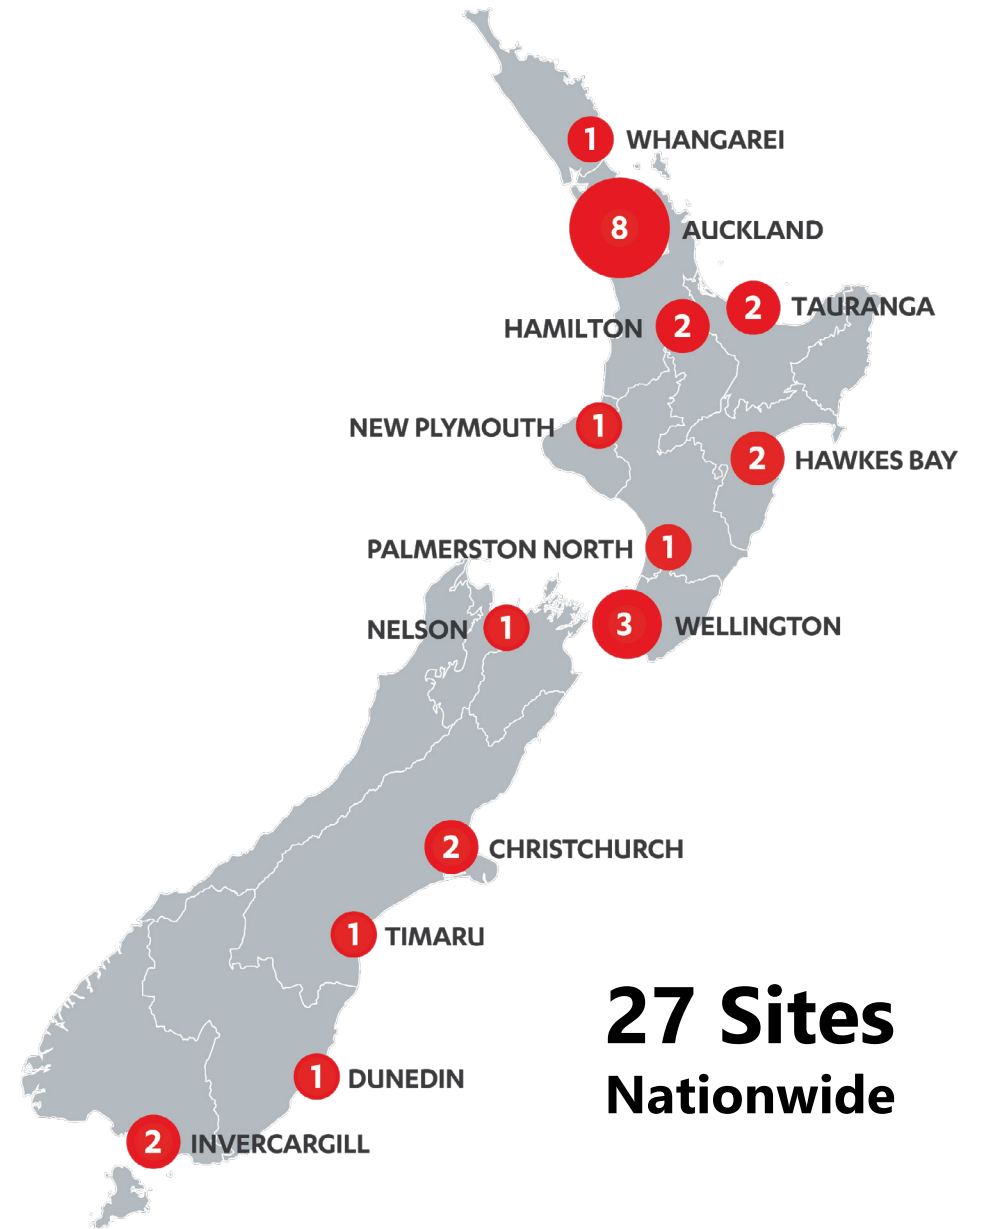 1 WHANGAREI
8 AUCKLAND
2 TAURANGA
HAMILTON 2
NEW PLYMOUTH 1
2 HAWKES BAY
PALMERSTON NORTH 1
NELSON 1
3 WELLINGTON
2 CHRISTCHURCH
1 TIMARU
27 Sites
Nationwide
1 DUNEDIN
2 INVERCARGILL